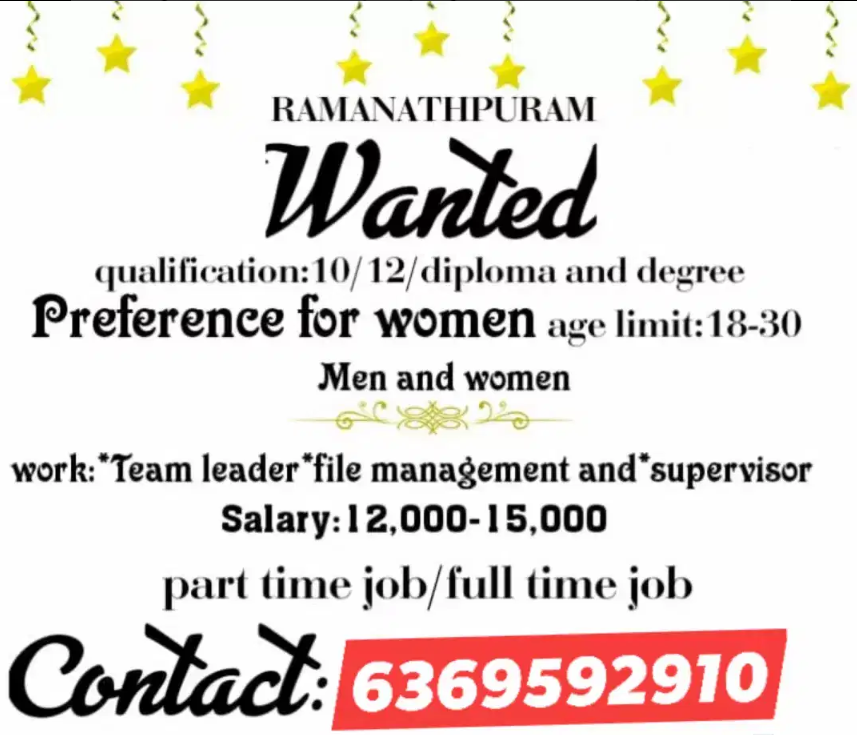 RAMANATHPURAM
Wanted
qualification:10/12/diploma and degree
Preference for women age limit:18-30
Men and women
work:*Team leader*file management and*supervisor
Salary:12,000-15,000
part time job/full time job
Contact: 6369592910